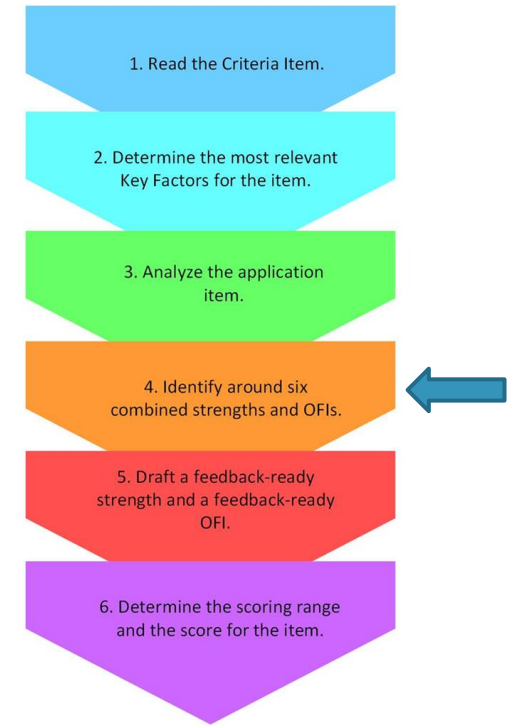 1. Read the Criteria Item.
2. Determine the most relevant
Key Factors for the item.
3. Analyze the application
item.
4. Identify around six
combined strengths and OFIs.
5. Draft a feedback-ready
strength and a feedback-ready
OFI.
6. Determine the scoring range
and the score for the item.